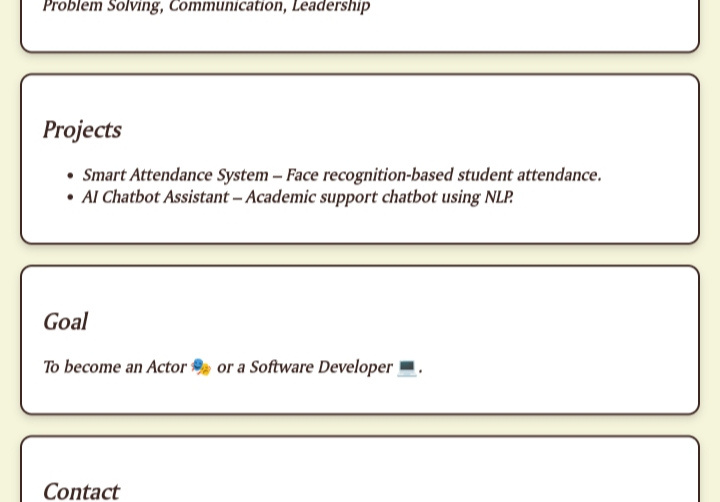 Problem Solving, Communication, Leadership
Projects
• Smart Attendance System – Face recognition-based student attendance.
• AI Chatbot Assistant – Academic support chatbot using NLP.
Goal
To become an Actor 🎭 or a Software Developer 💻.
Contact